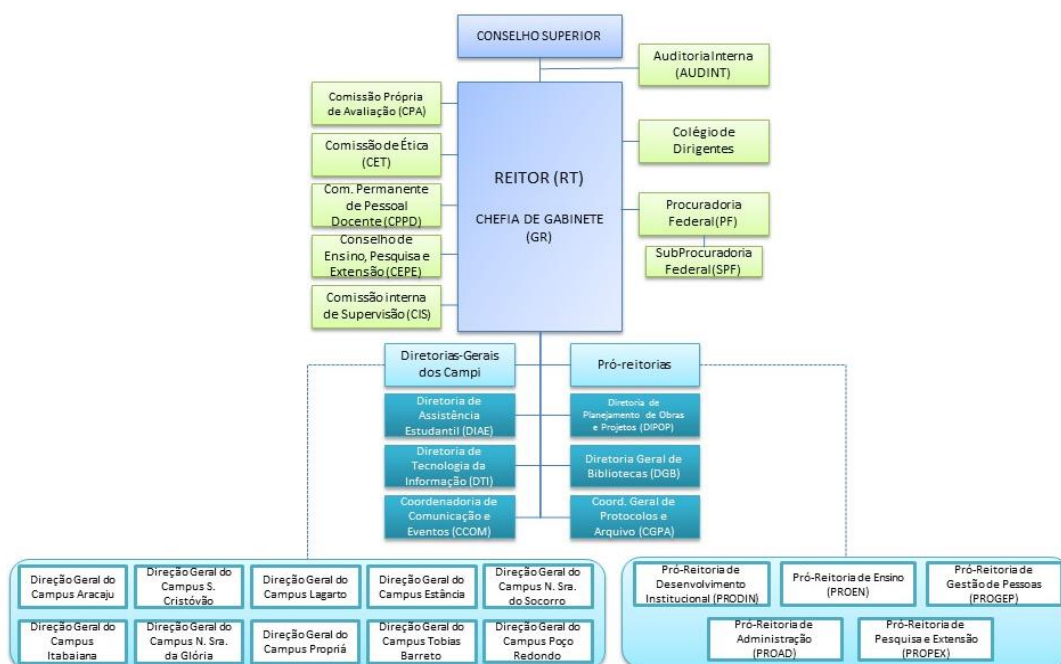 CONSELHO SUPERIOR
Auditoria Interna
(AUDINT)
Comissão Própria
de Avaliação (CPA)
Comissão de Ética
(CET)
Com. Permanente
de Pessoal
Docente (CPPD)
Conselho de
Ensino, Pesquisa e
Extensão (CEPE)
Comissão interna
de Supervisão (CIS)
REITOR (RT)
CHEFIA DE GABINETE
(GR)
Colégio de
Dirigentes
Procuradoria
Federal (PF)
SubProcuradoria
Federal (SPF)
Diretorias-Gerais
dos Campi
Pró-reitorias
Diretoria de
Assistência
Estudantil (DIAE)
Diretoria de
Planejamento de Obras
e Projetos (DIPOP)
Diretoria de
Tecnologia da
Informação (DTI)
Diretoria Geral de
Bibliotecas (DGB)
Coordenadoria de
Comunicação e
Eventos (CCOM)
Coord. Geral de
Protocolos e
Arquivo (CGPA)
Direção Geral do
Campus Aracaju
Direção Geral do
Campus S.
Cristóvão
Direção Geral do
Campus Lagarto
Direção Geral do
Campus Estância
Direção Geral do
Campus N. Sra.
do Socorro
Direção Geral do
Campus
Itabaiana
Direção Geral do
Campus N. Sra.
da Glória
Direção Geral do
Campus Propriá
Direção Geral do
Campus Tobias
Barreto
Direção Geral do
Campus Poço
Redondo
Pró-Reitoria de
Desenvolvimento
Institucional (PRODIN)
Pró-Reitoria de Ensino
(PROEN)
Pró-Reitoria de
Gestão de Pessoas
(PROGEP)
Pró-Reitoria de
Administração
(PROAD)
Pró-Reitoria de
Pesquisa e Extensão
(PROPEX)